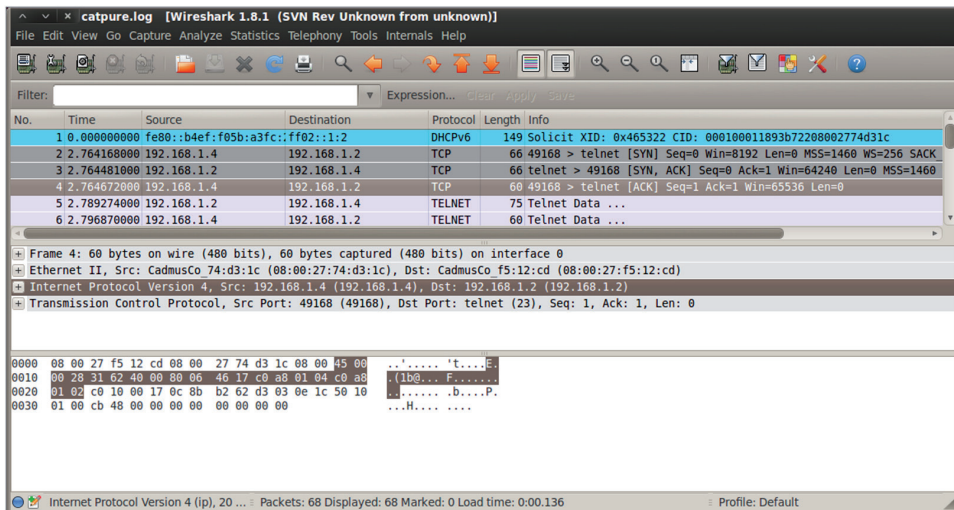 catpure.log [Wireshark 1.8.1 (SVN Rev Unknown from unknown)]
File Edit View Go Capture Analyze Statistics Telephony Tools Internals Help
Filter: Expression... Clear Apply Save
No. Time Source Destination Protocol Length Info
1 0.000000000 fe80::b4ef:f05b:a3fc:2 ff02::1:2 DHCPv6 149 Solicit XID: 0x465322 CID: 000100011893b72208002774d31c
2 2.764168000 192.168.1.4 192.168.1.2 TCP 66 49168 > telnet [SYN] Seq=0 Win=8192 Len=0 MSS=1460 WS=256 SACK
3 2.764481000 192.168.1.2 192.168.1.4 TCP 66 telnet > 49168 [SYN, ACK] Seq=0 Ack=1 Win=64240 Len=0 MSS=1460
4 2.764672000 192.168.1.4 192.168.1.2 TCP 60 49168 > telnet [ACK] Seq=1 Ack=1 Win=65536 Len=0
5 2.789274000 192.168.1.2 192.168.1.4 TELNET 75 Telnet Data ...
6 2.796870000 192.168.1.4 192.168.1.2 TELNET 60 Telnet Data ...
Frame 4: 60 bytes on wire (480 bits), 60 bytes captured (480 bits) on interface 0
Ethernet II, Src: CadmusCo_74:d3:1c (08:00:27:74:d3:1c), Dst: CadmusCo_f5:12:cd (08:00:27:f5:12:cd)
Internet Protocol Version 4, Src: 192.168.1.4 (192.168.1.4), Dst: 192.168.1.2 (192.168.1.2)
Transmission Control Protocol, Src Port: 49168 (49168), Dst Port: telnet (23), Seq: 1, Ack: 1, Len: 0
0000 08 00 27 f5 12 cd 08 00 27 74 d3 1c 08 00 45 00 ..'..... 't....E.
0010 00 28 31 62 40 00 80 06 46 17 c0 a8 01 04 c0 a8 .(1b@... F.......
0020 01 02 c0 10 00 17 0c 8b b2 62 d3 03 0e 1c 50 10 ........ .b....P.
0030 01 00 cb 48 00 00 00 00 00 00 00 00 ...H.... ....
Internet Protocol Version 4 (ip), 20 ... Packets: 68 Displayed: 68 Marked: 0 Load time: 0:00.136 Profile: Default